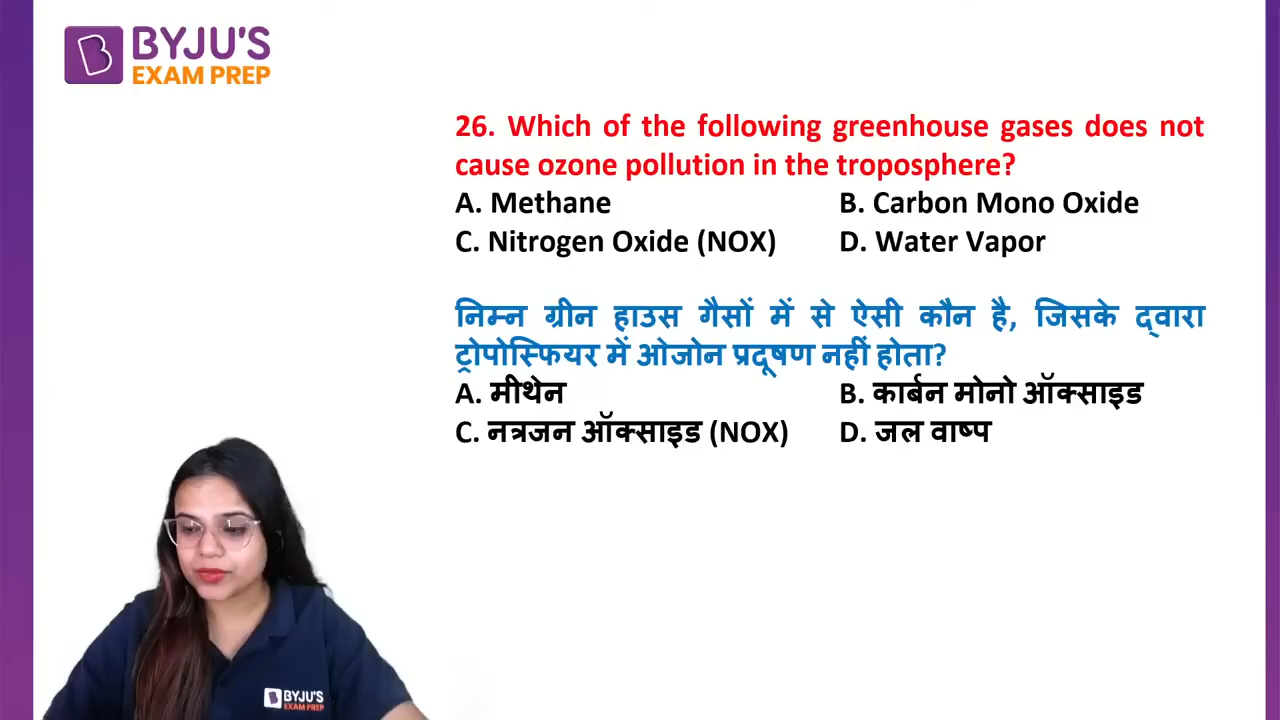 BYJU'S
EXAM PREP
26. Which of the following greenhouse gases does not
cause ozone pollution in the troposphere?
A. Methane B. Carbon Mono Oxide
C. Nitrogen Oxide (NOX) D. Water Vapor
निम्न ग्रीन हाउस गैसों में से ऐसी कौन है, जिसके द्वारा
ट्रोपोस्फियर में ओजोन प्रदूषण नहीं होता?
A. मीथेन B. कार्बन मोनो ऑक्साइड
C. नत्रजन ऑक्साइड (NOX) D. जल वाष्प
BYJU'S
EXAM PREP